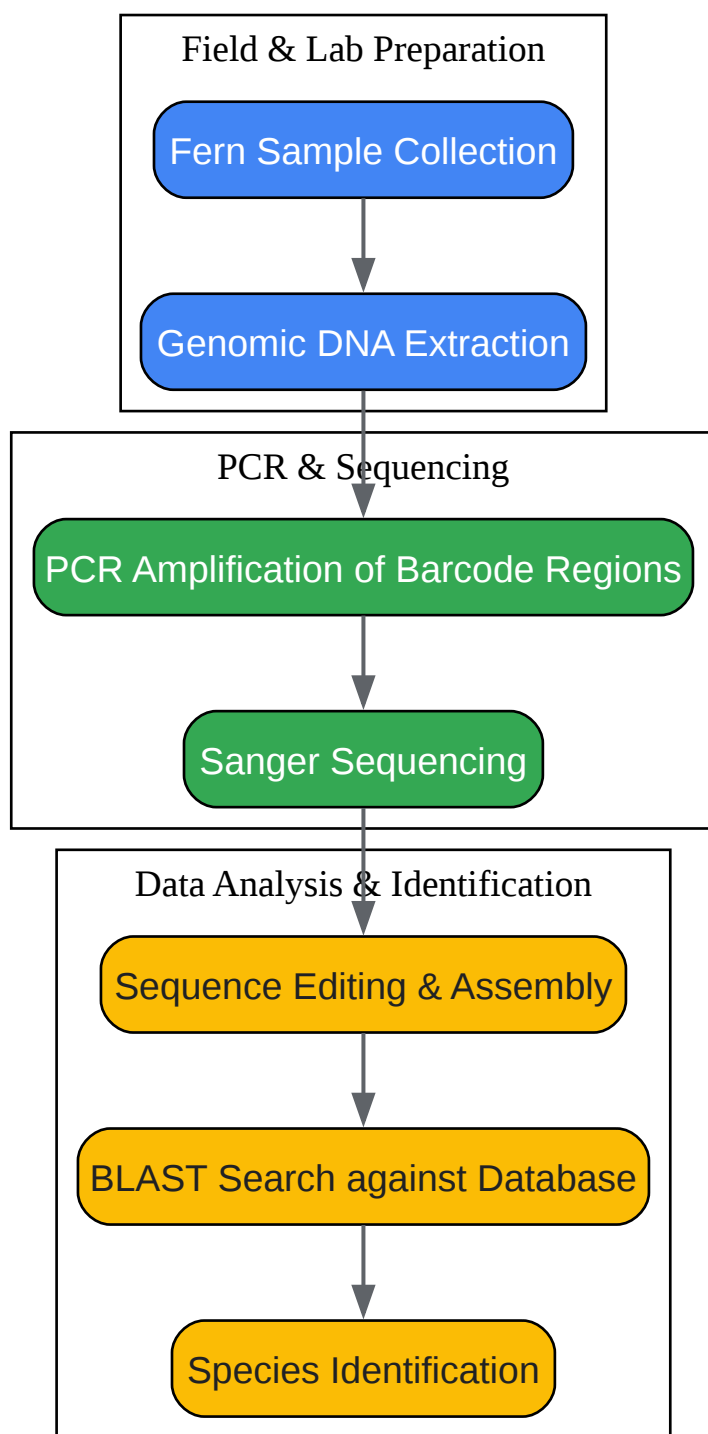 Field & Lab Preparation
Fern Sample Collection
Genomic DNA Extraction
PCR & Sequencing
PCR Amplification of Barcode Regions
Sanger Sequencing
Data Analysis & Identification
Sequence Editing & Assembly
BLAST Search against Database
Species Identification